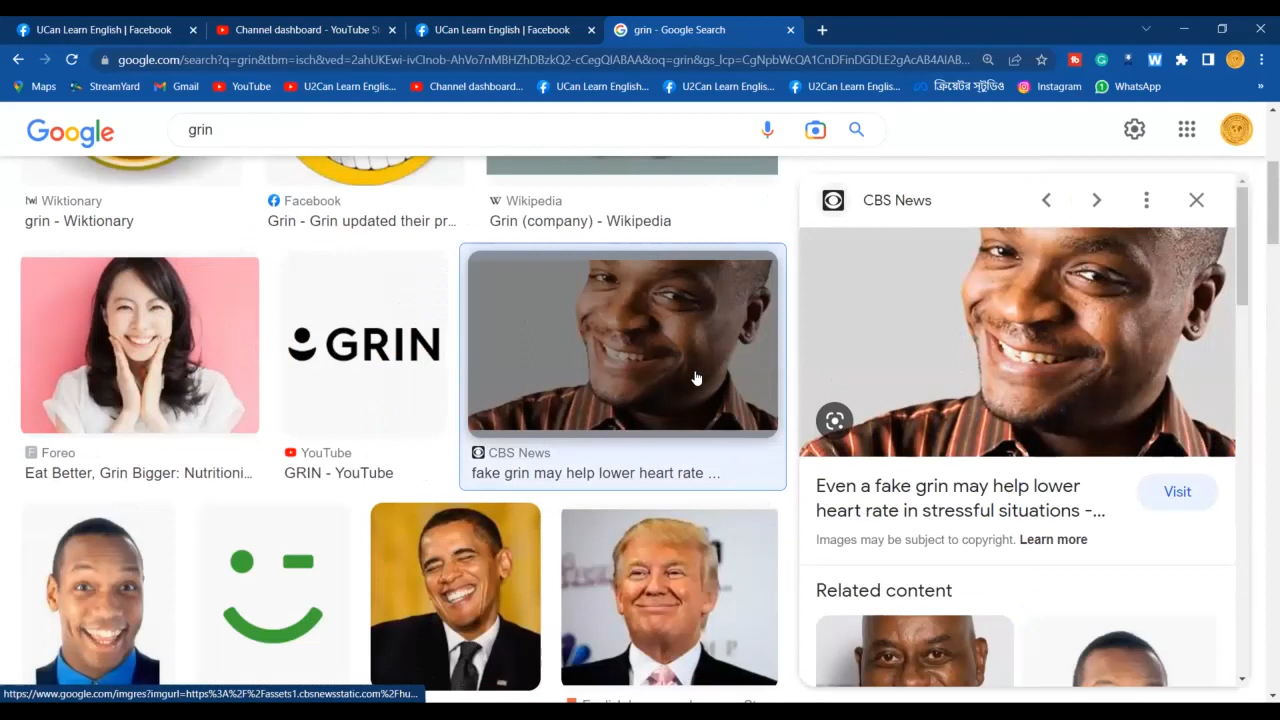 UCan Learn English | Facebook
Channel dashboard - YouTube St
UCan Learn English | Facebook
grin - Google Search
google.com/search?q=grin&tbm=isch&ved=2ahUKEwi-ivCInob-AhVo7nMBHZhDBzkQ2-cCegQIABAA&oq=grin&gs_lcp=CgNpbWcQA1CnDFinDGDLE2gAcAB4AIAB...
Maps
StreamYard
Gmail
YouTube
U2Can Learn Englis...
Channel dashboard...
UCan Learn English...
U2Can Learn Englis...
U2Can Learn Englis...
ক্রিয়েটর স্টুডিও
Instagram
WhatsApp
»
Google
grin
Wiktionary
grin - Wiktionary
Facebook
Grin - Grin updated their pr...
Wikipedia
Grin (company) - Wikipedia
CBS News
GRIN
Foreo
Eat Better, Grin Bigger: Nutritioni...
YouTube
GRIN - YouTube
CBS News
fake grin may help lower heart rate ...
Even a fake grin may help lower
heart rate in stressful situations -...
Visit
Images may be subject to copyright. Learn more
Related content
https://www.google.com/imgres?imgurl=https%3A%2F%2Fassets1.cbsnewsstatic.com%2Fhu...